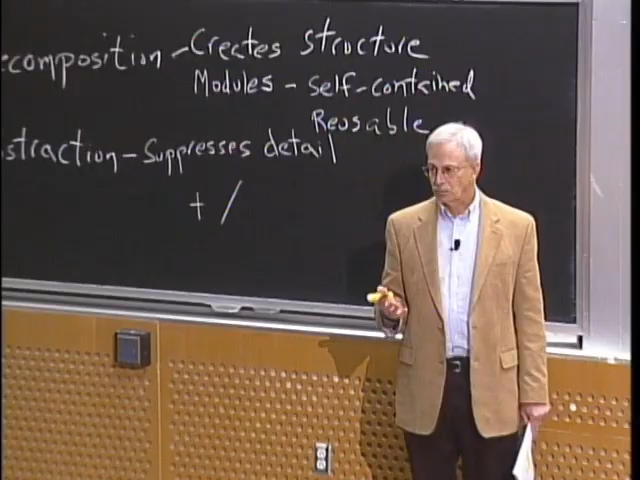 ecomposition - Creates structure
Modules - self-contained
Reusable
straction - Suppresses detail
+ /